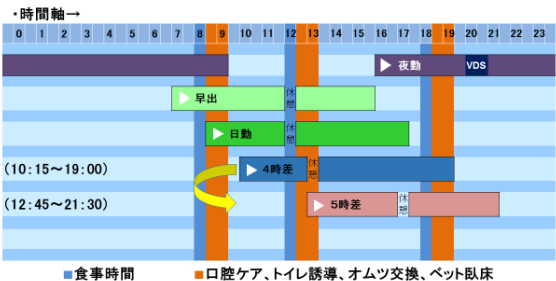 ・時間軸→
0 1 2 3 4 5 6 7 8 9 10 11 12 13 14 15 16 17 18 19 20 21 22 23
夜勤 VDS
早出 休憩
日勤 休憩
(10:15～19:00) 4時差 休憩
(12:45～21:30) 5時差 休憩
■食事時間 ■口腔ケア、トイレ誘導、オムツ交換、ベット臥床